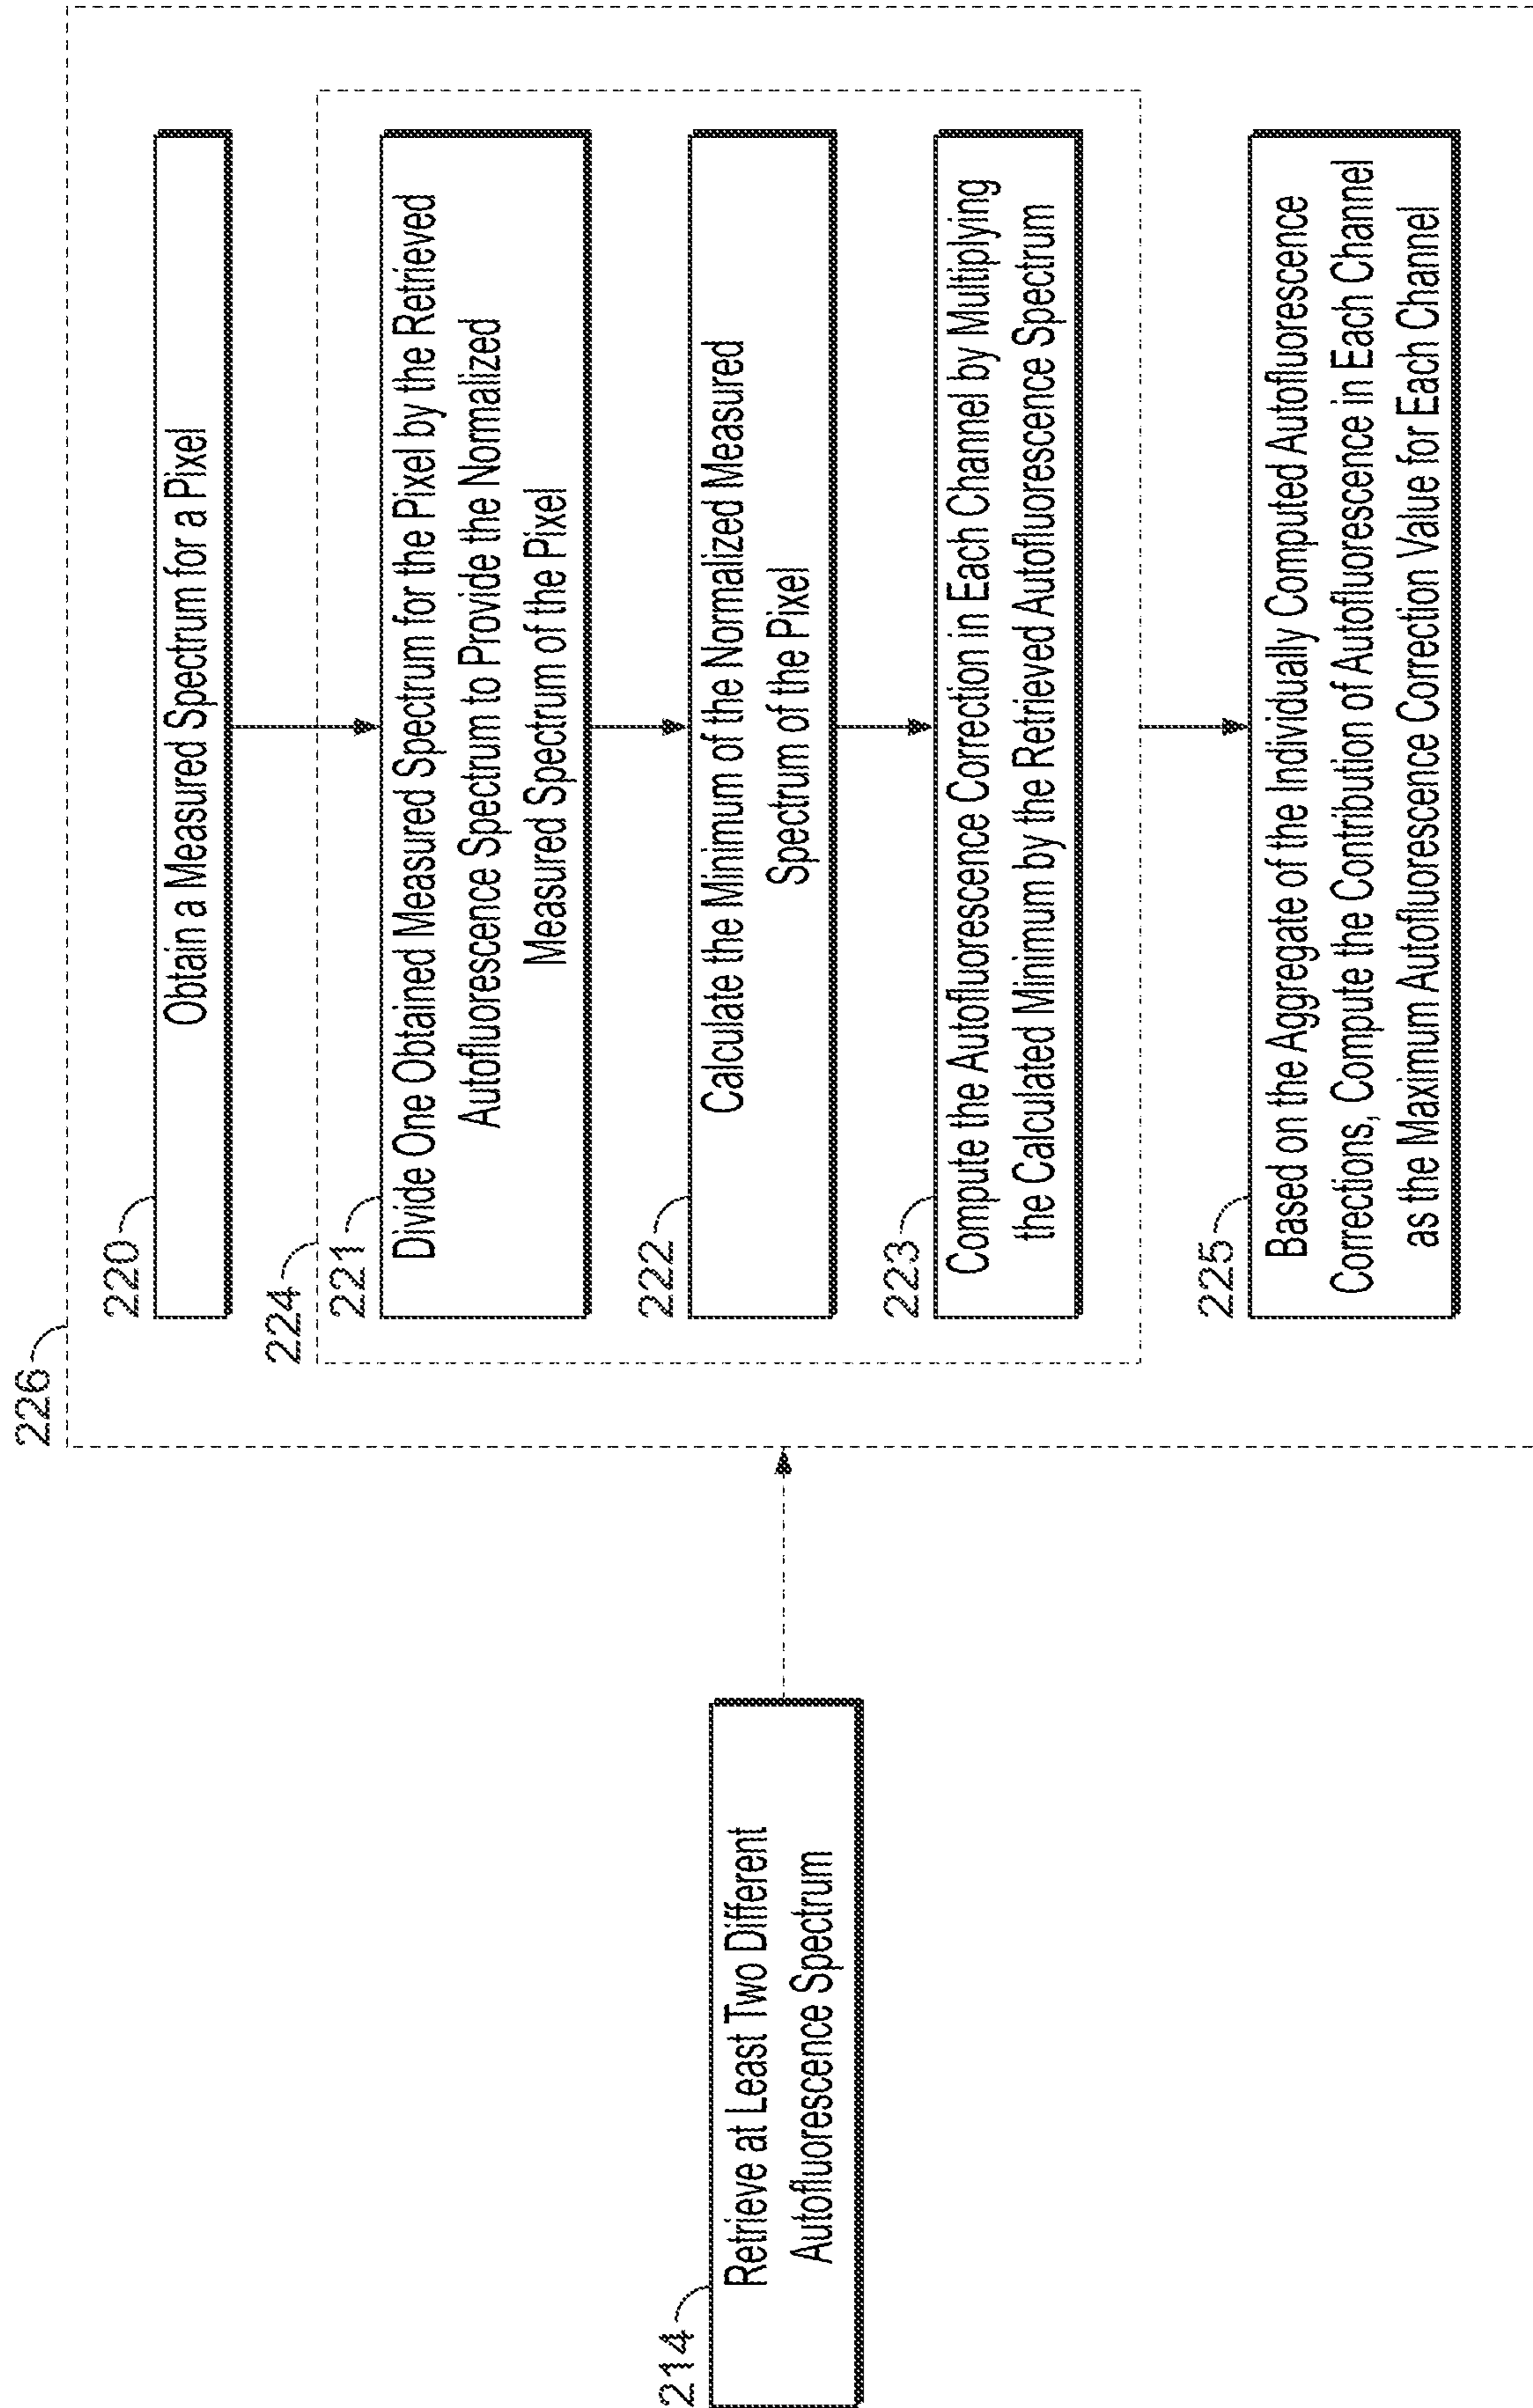 214
Retrieve at Least Two Different
Autofluorescence Spectrum
226
220
Obtain a Measured Spectrum for a Pixel
224
221
Divide One Obtained Measured Spectrum for the Pixel by the Retrieved
Autofluorescence Spectrum to Provide the Normalized
Measured Spectrum of the Pixel
222
Calculate the Minimum of the Normalized Measured
Spectrum of the Pixel
223
Compute the Autofluorescence Correction in Each Channel by Multiplying
the Calculated Minimum by the Retrieved Autofluorescence Spectrum
225
Based on the Aggregate of the Individually Computed Autofluorescence
Corrections, Compute the Contribution of Autofluorescence in Each Channel
as the Maximum Autofluorescence Correction Value for Each Channel